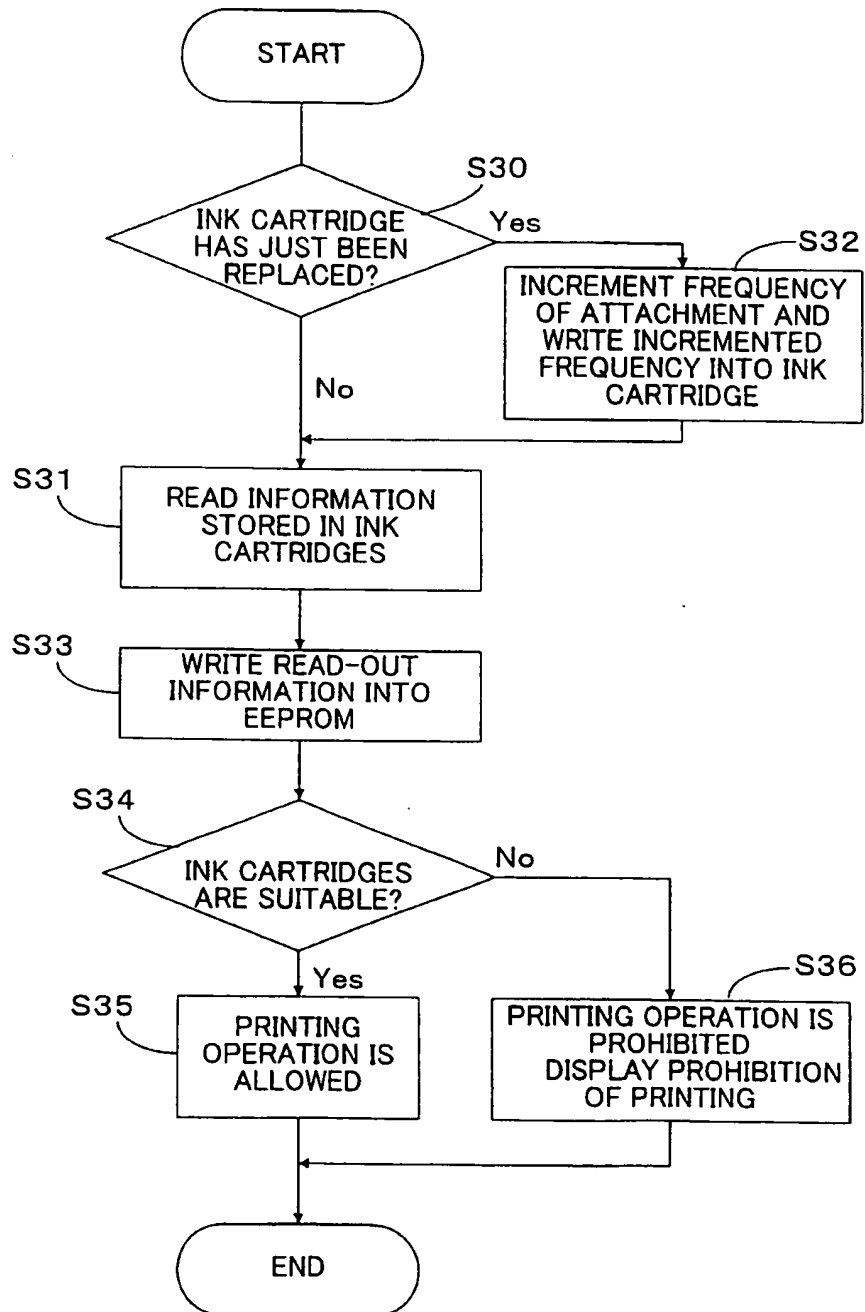 START
S30
INK CARTRIDGE
HAS JUST BEEN
REPLACED?
Yes
S32
INCREMENT FREQUENCY
OF ATTACHMENT AND
WRITE INCREMENTED
FREQUENCY INTO INK
CARTRIDGE
No
S31
READ INFORMATION
STORED IN INK
CARTRIDGES
S33
WRITE READ-OUT
INFORMATION INTO
EEPROM
S34
INK CARTRIDGES
ARE SUITABLE?
No
Yes
S35
PRINTING
OPERATION IS
ALLOWED
S36
PRINTING OPERATION IS
PROHIBITED
DISPLAY PROHIBITION
OF PRINTING
END